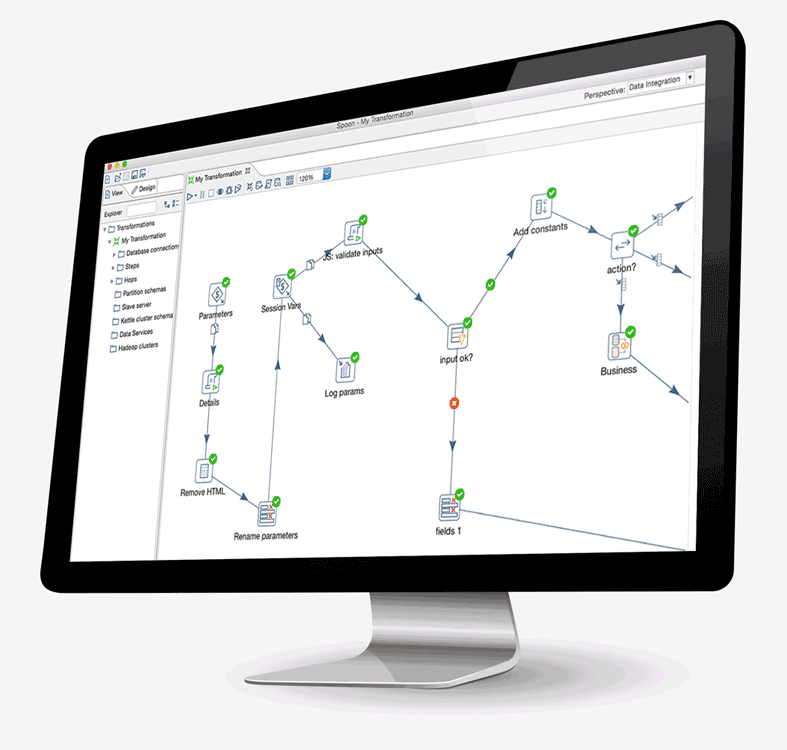 Spoon - My Transformation
Perspective: Data Integration
View
Design
My Transformation
120%
Explorer
Transformations
My Transformation
Database connections
Steps
Hops
Partition schemas
Slave server
Kettle cluster schema
Data Services
Hadoop clusters
Parameters
Details
Remove HTML
Rename parameters
Session Vars
JS: validate inputs
Log params
input ok?
fields 1
Add constants
action?
Business